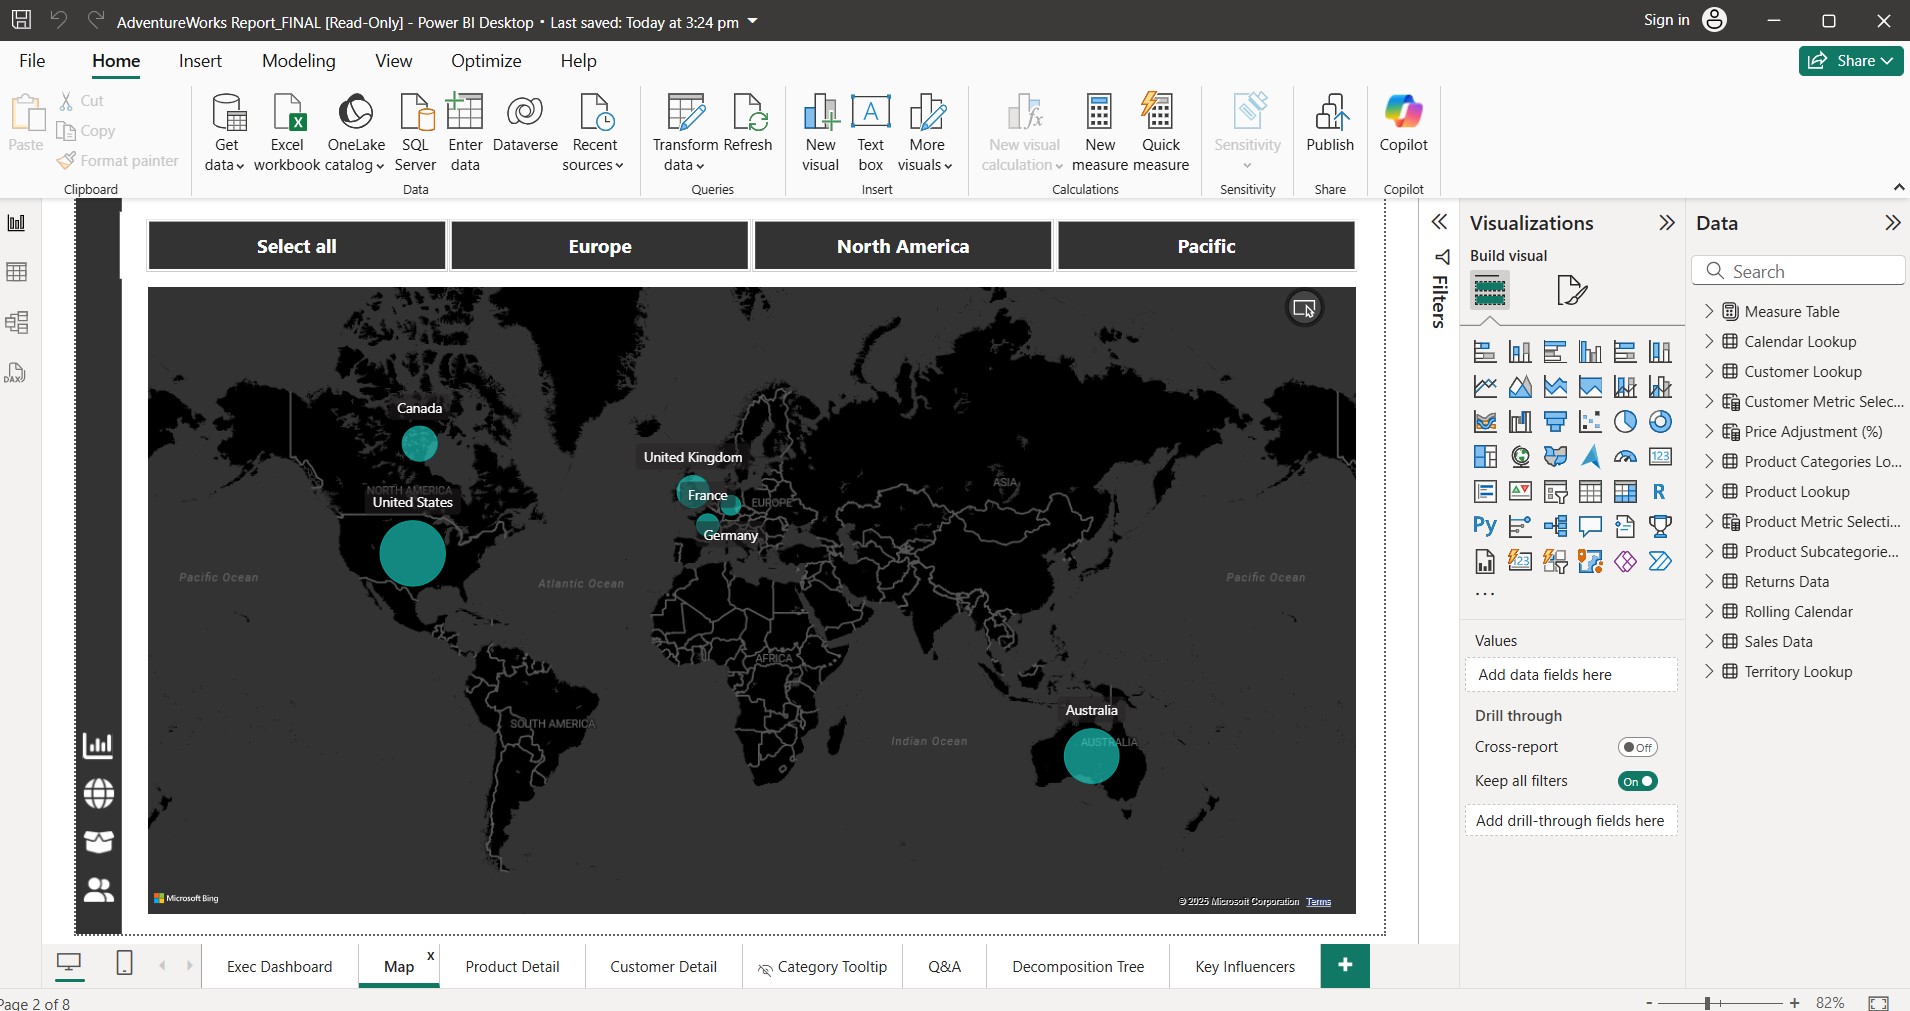 AdventureWorks Report_FINAL [Read-Only] - Power BI Desktop • Last saved: Today at 3:24 pm
Sign in
File
Home
Insert
Modeling
View
Optimize
Help
Share
Paste
Cut
Copy
Format painter
Clipboard
Get
data
Excel
workbook
OneLake
catalog
SQL
Server
Enter
data
Dataverse
Recent
sources
Data
Transform
data
Refresh
Queries
New
visual
Text
box
More
visuals
Insert
New visual
calculation
New
measure
Quick
measure
Calculations
Sensitivity
Sensitivity
Publish
Share
Copilot
Copilot
DAX
Select all
Europe
North America
Pacific
Canada
NORTH AMERICA
United States
United Kingdom
France
EUROPE
Germany
ASIA
Pacific Ocean
Atlantic Ocean
Pacific Ocean
AFRICA
SOUTH AMERICA
Indian Ocean
Australia
AUSTRALIA
Microsoft Bing
© 2025 Microsoft Corporation Terms
Filters
Visualizations
Build visual
123
R
Py
123
...
Values
Add data fields here
Drill through
Cross-report
Off
Keep all filters
On
Add drill-through fields here
Data
Search
Measure Table
Calendar Lookup
Customer Lookup
Customer Metric Selec...
Price Adjustment (%)
Product Categories Lo...
Product Lookup
Product Metric Selecti...
Product Subcategorie...
Returns Data
Rolling Calendar
Sales Data
Territory Lookup
Exec Dashboard
Map
x
Product Detail
Customer Detail
Category Tooltip
Q&A
Decomposition Tree
Key Influencers
+
Page 2 of 8
- + 82%